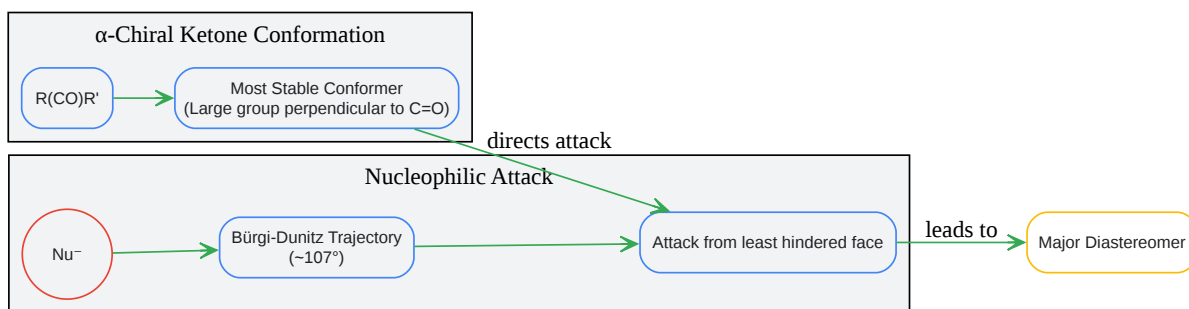 α-Chiral Ketone Conformation
R(CO)R'
Most Stable Conformer
(Large group perpendicular to C=O)
directs attack
Nucleophilic Attack
Nu⁻
Bürgi-Dunitz Trajectory
(~107°)
Attack from least hindered face
leads to
Major Diastereomer